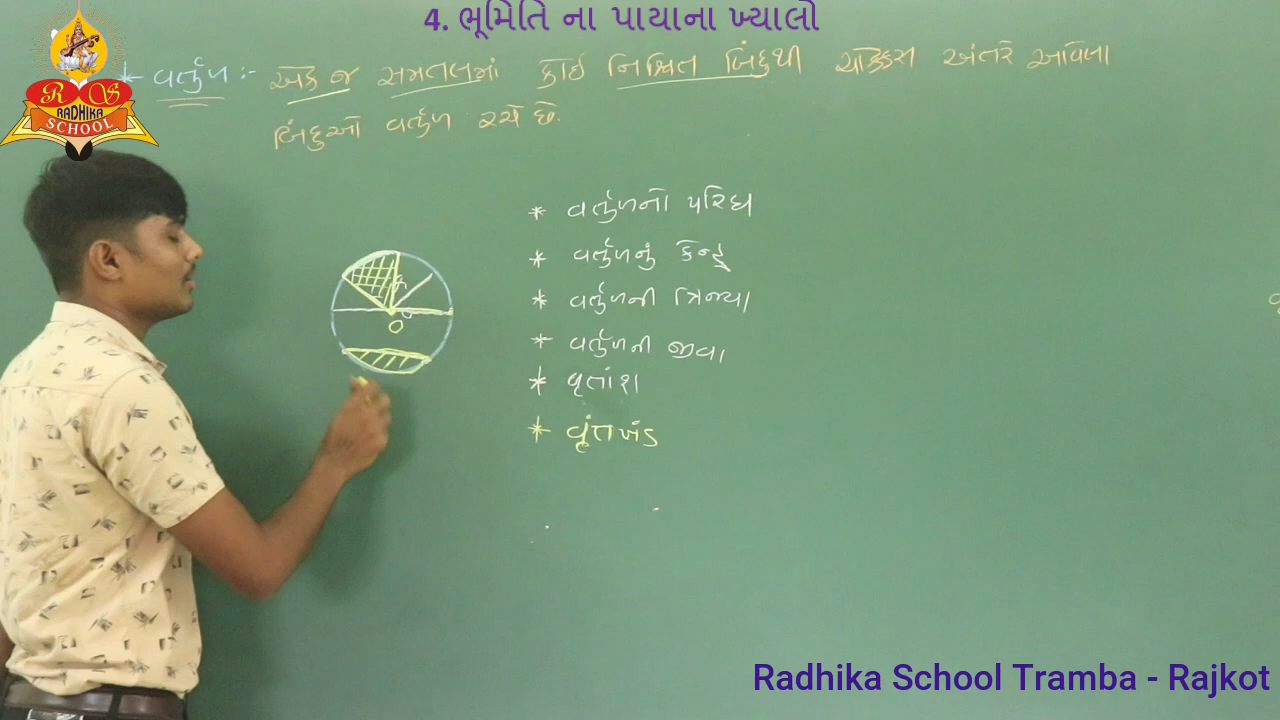 4. ભૂમિતિ ના પાયાના ખ્યાલો
* વર્તુળ :- એક જ સમતલમાં કોઈ નિશ્ચિત બિંદુથી ચોક્કસ અંતરે આવેલા
બિંદુઓ વર્તુળ રચે છે.
R S
RADHIKA
SCHOOL
* વર્તુળનો પરિઘ
* વર્તુળનું કેન્દ્ર
* વર્તુળની ત્રિજ્યા
* વર્તુળની જીવા
* વૃતાંશ
* વૃંતખંડ
O
Radhika School Tramba - Rajkot